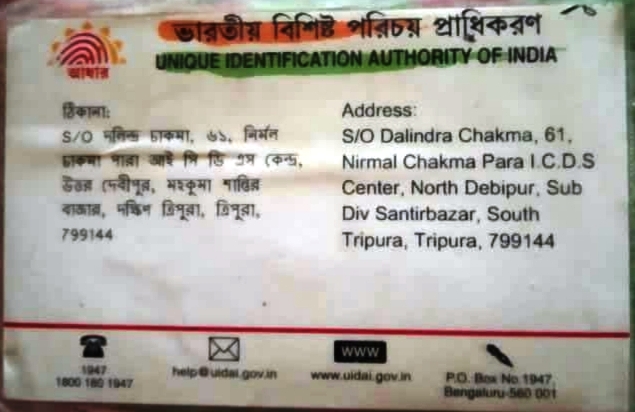 ভারতীয় বিশিষ্ট পরিচয় প্রাধিকরণ
UNIQUE IDENTIFICATION AUTHORITY OF INDIA
আধার
ঠিকানা:
S/O দলিন্দ্র চাকমা, ৬১, নির্মল
চাকমা পারা আই সি ডি এস কেন্দ্র,
উত্তর দেবীপুর, মহকুমা শান্তির
বাজার, দক্ষিণ ত্রিপুরা, ত্রিপুরা,
799144
Address:
S/O Dalindra Chakma, 61,
Nirmal Chakma Para I.C.D.S
Center, North Debipur, Sub
Div Santirbazar, South
Tripura, Tripura, 799144
1947
1800 180 1947
help@uidai.gov.in
www
www.uidai.gov.in
P.O. Box No.1947,
Bengaluru-560 001